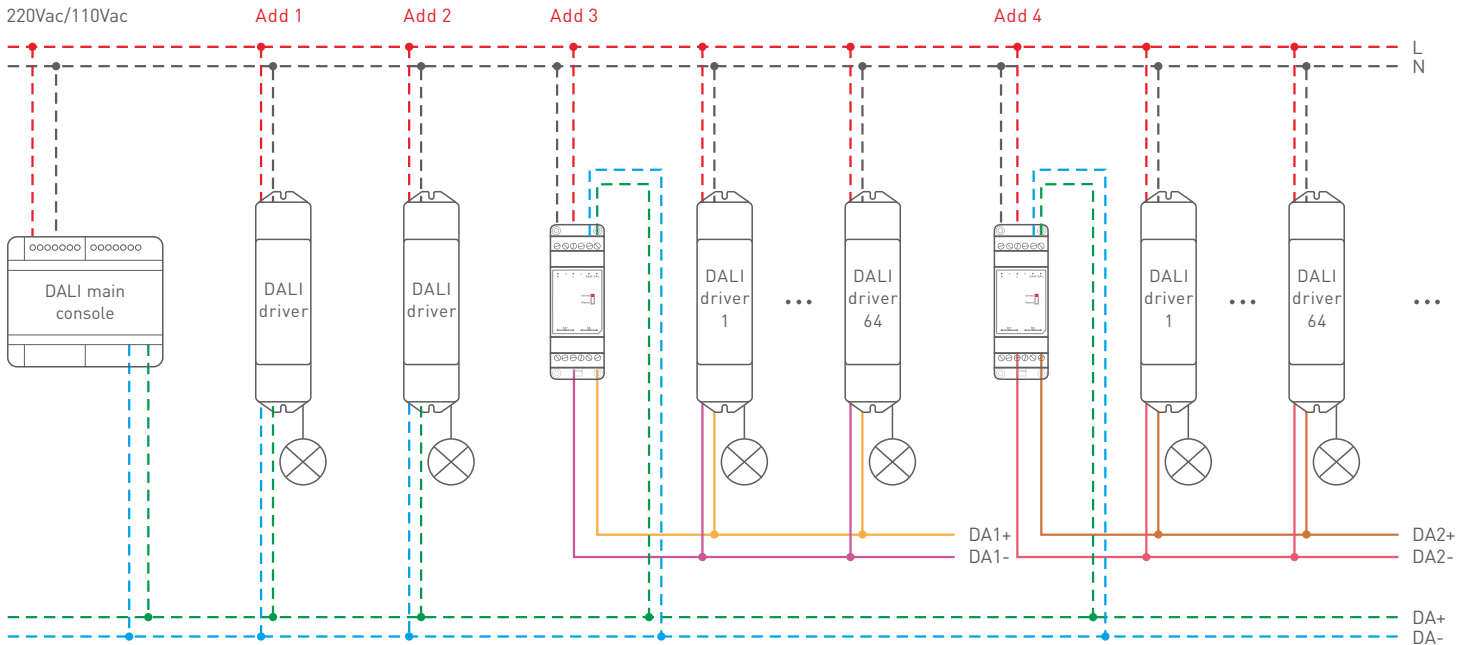 220Vac/110Vac
Add 1
Add 2
Add 3
Add 4
L
N
DALI main
console
DALI
driver
DALI
driver
DALI
driver
1
...
DALI
driver
64
DALI
driver
1
...
DALI
driver
64
...
DA1+
DA1-
DA2+
DA2-
DA+
DA-